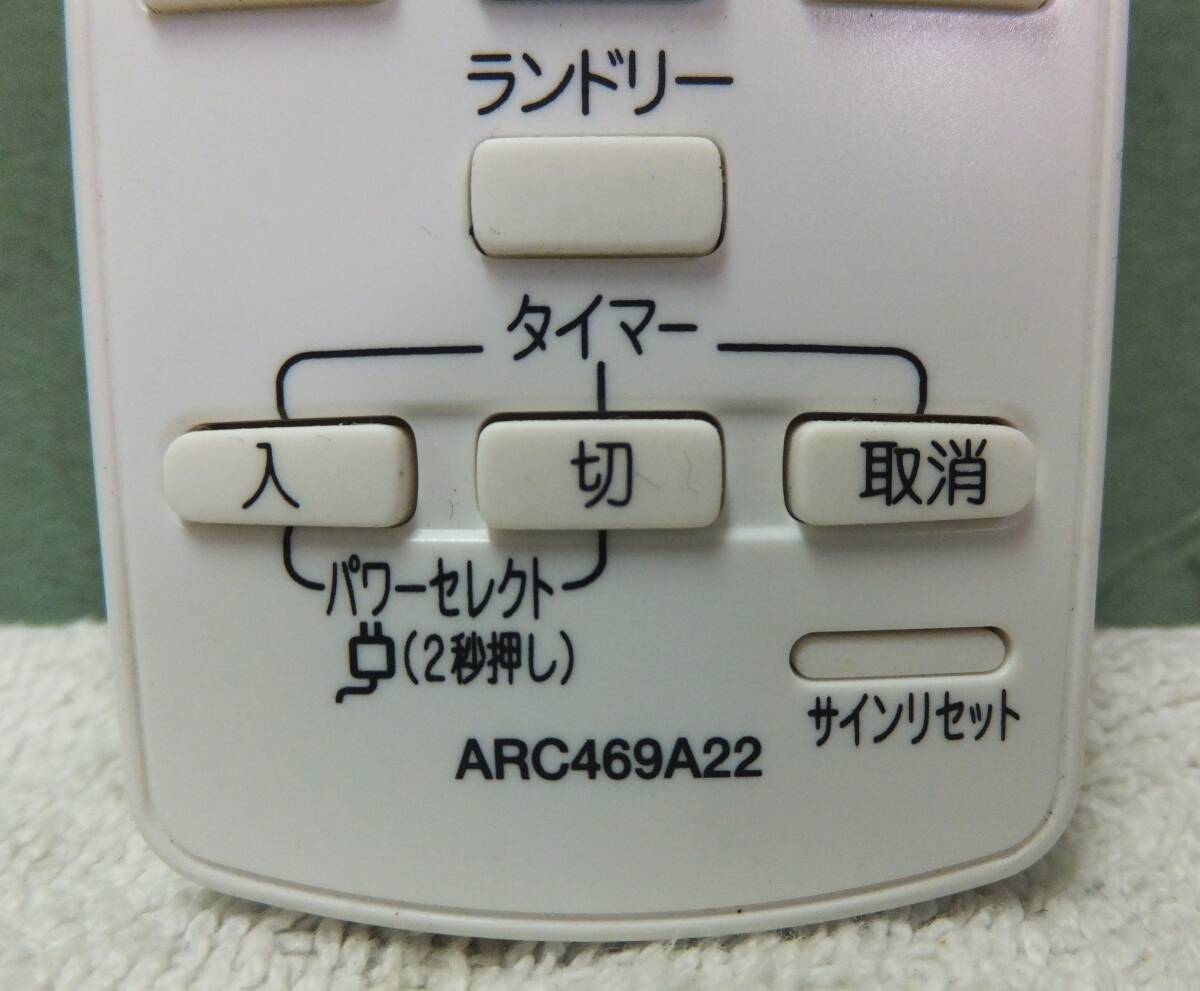 ランドリー
タイマー
入 切 取消
パワーセレクト
(2秒押し)
サインリセット
ARC469A22